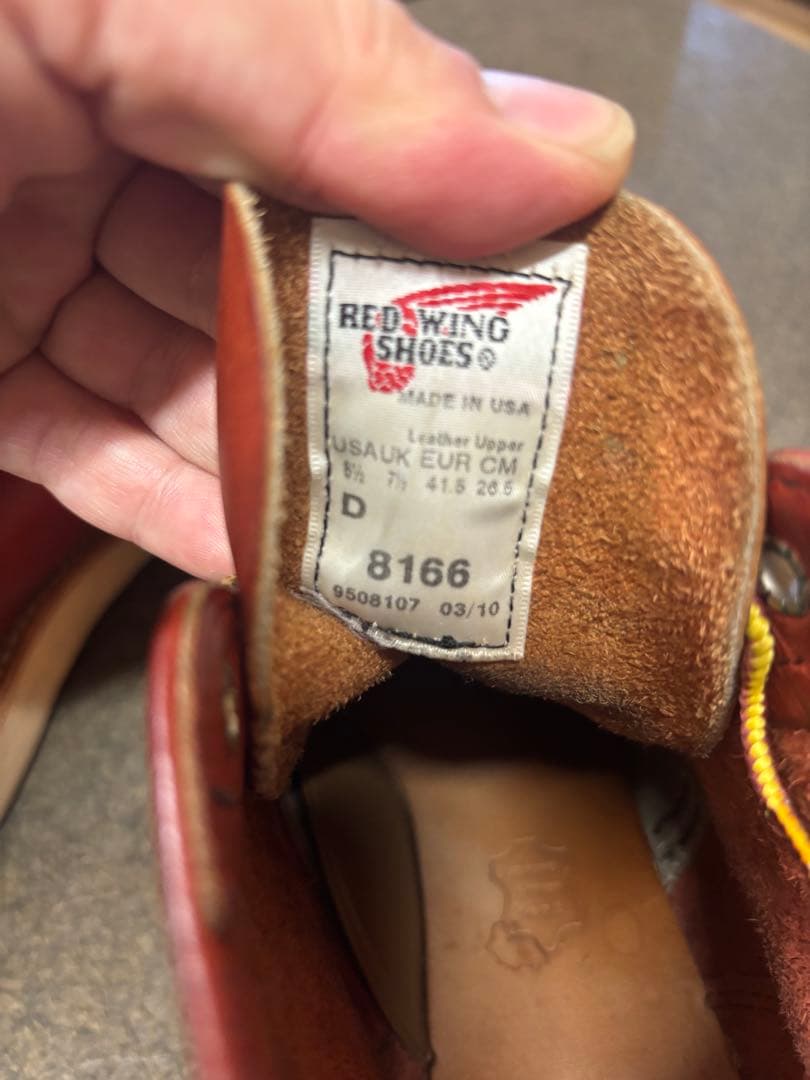 RED WING
SHOES®
MADE IN USA
Leather Upper
USA UK EUR CM
8½ 7½ 41.5 26.5
D
8166
9508107 03/10